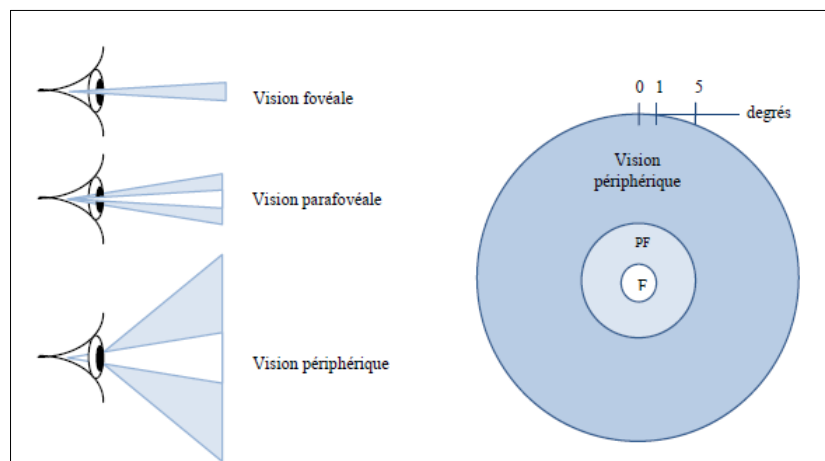 Vision fovéale
Vision parafovéale
Vision périphérique
0 1 5
degrés
Vision
périphérique
PF
F